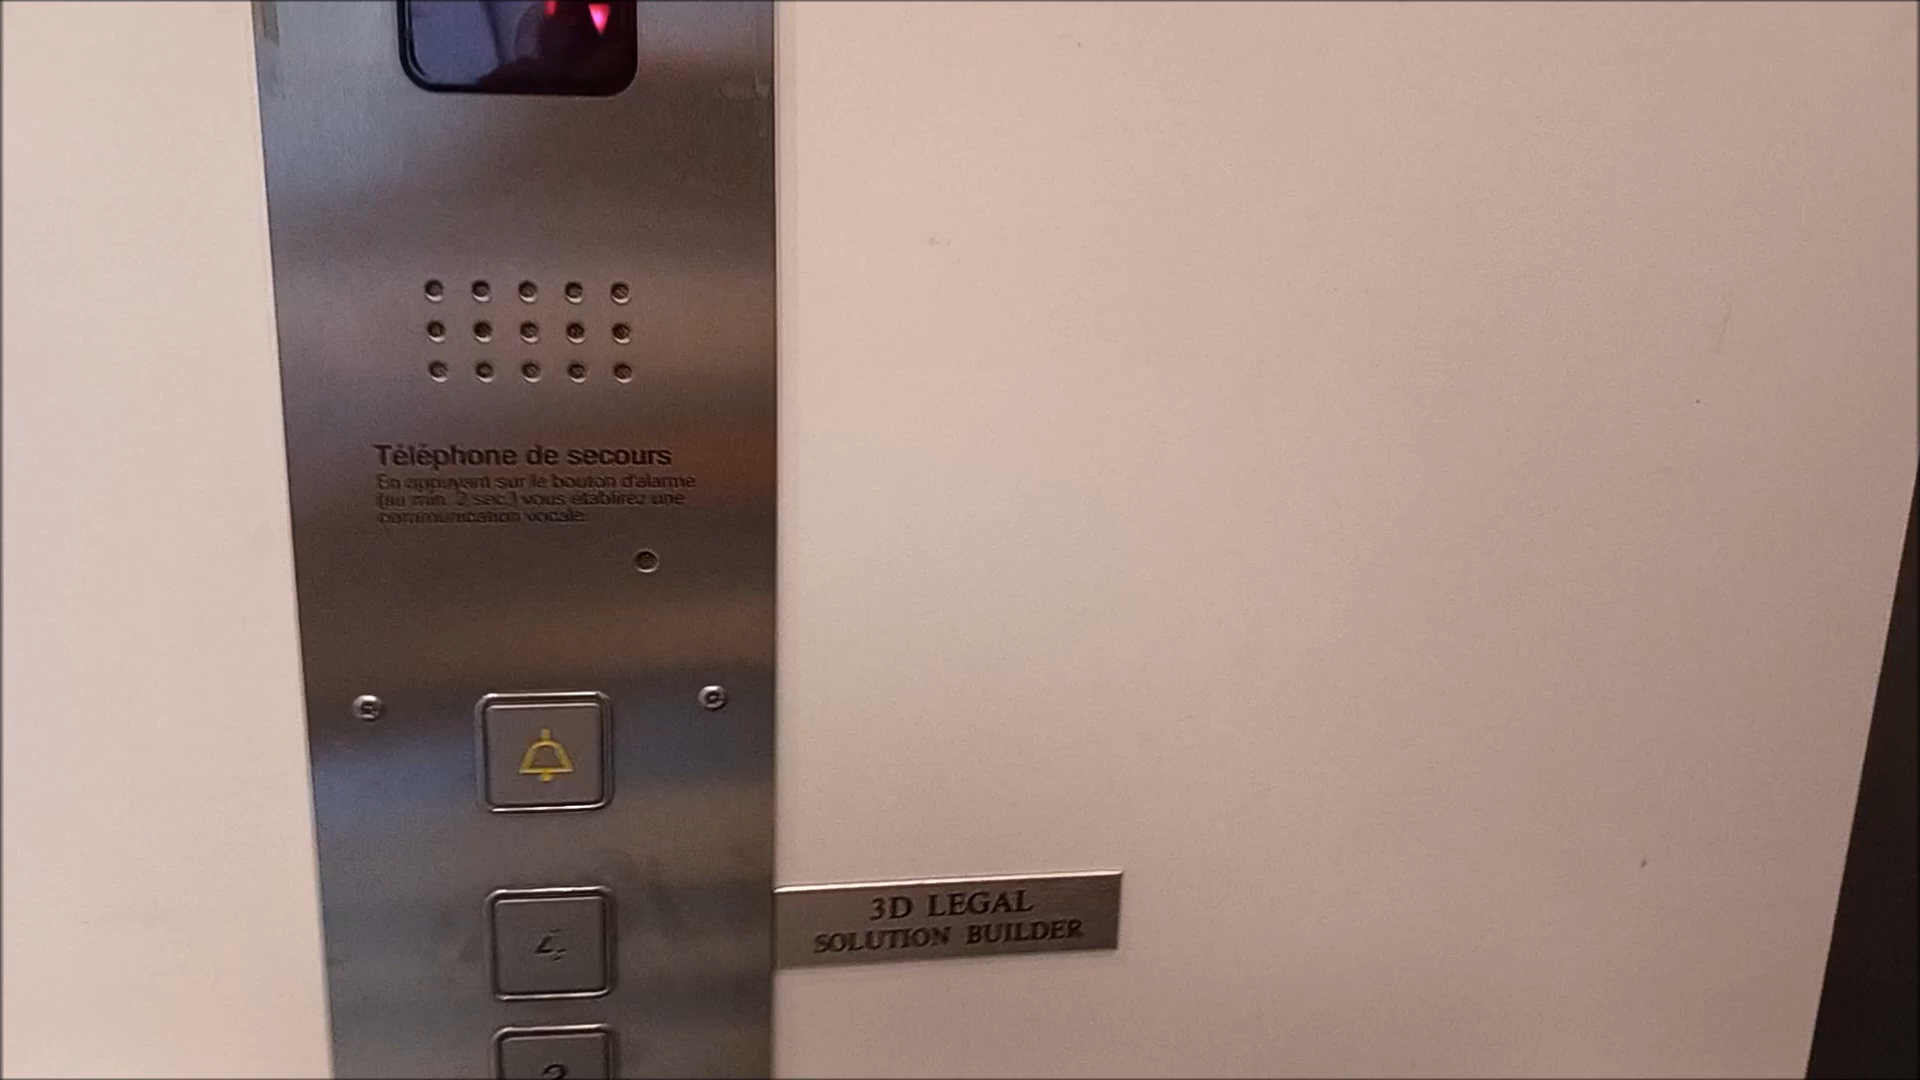 Téléphone de secours
En appuyant sur le bouton d'alarme
(au min. 2 sec.) vous établirez une
communication vocale.
4
3D LEGAL
SOLUTION BUILDER